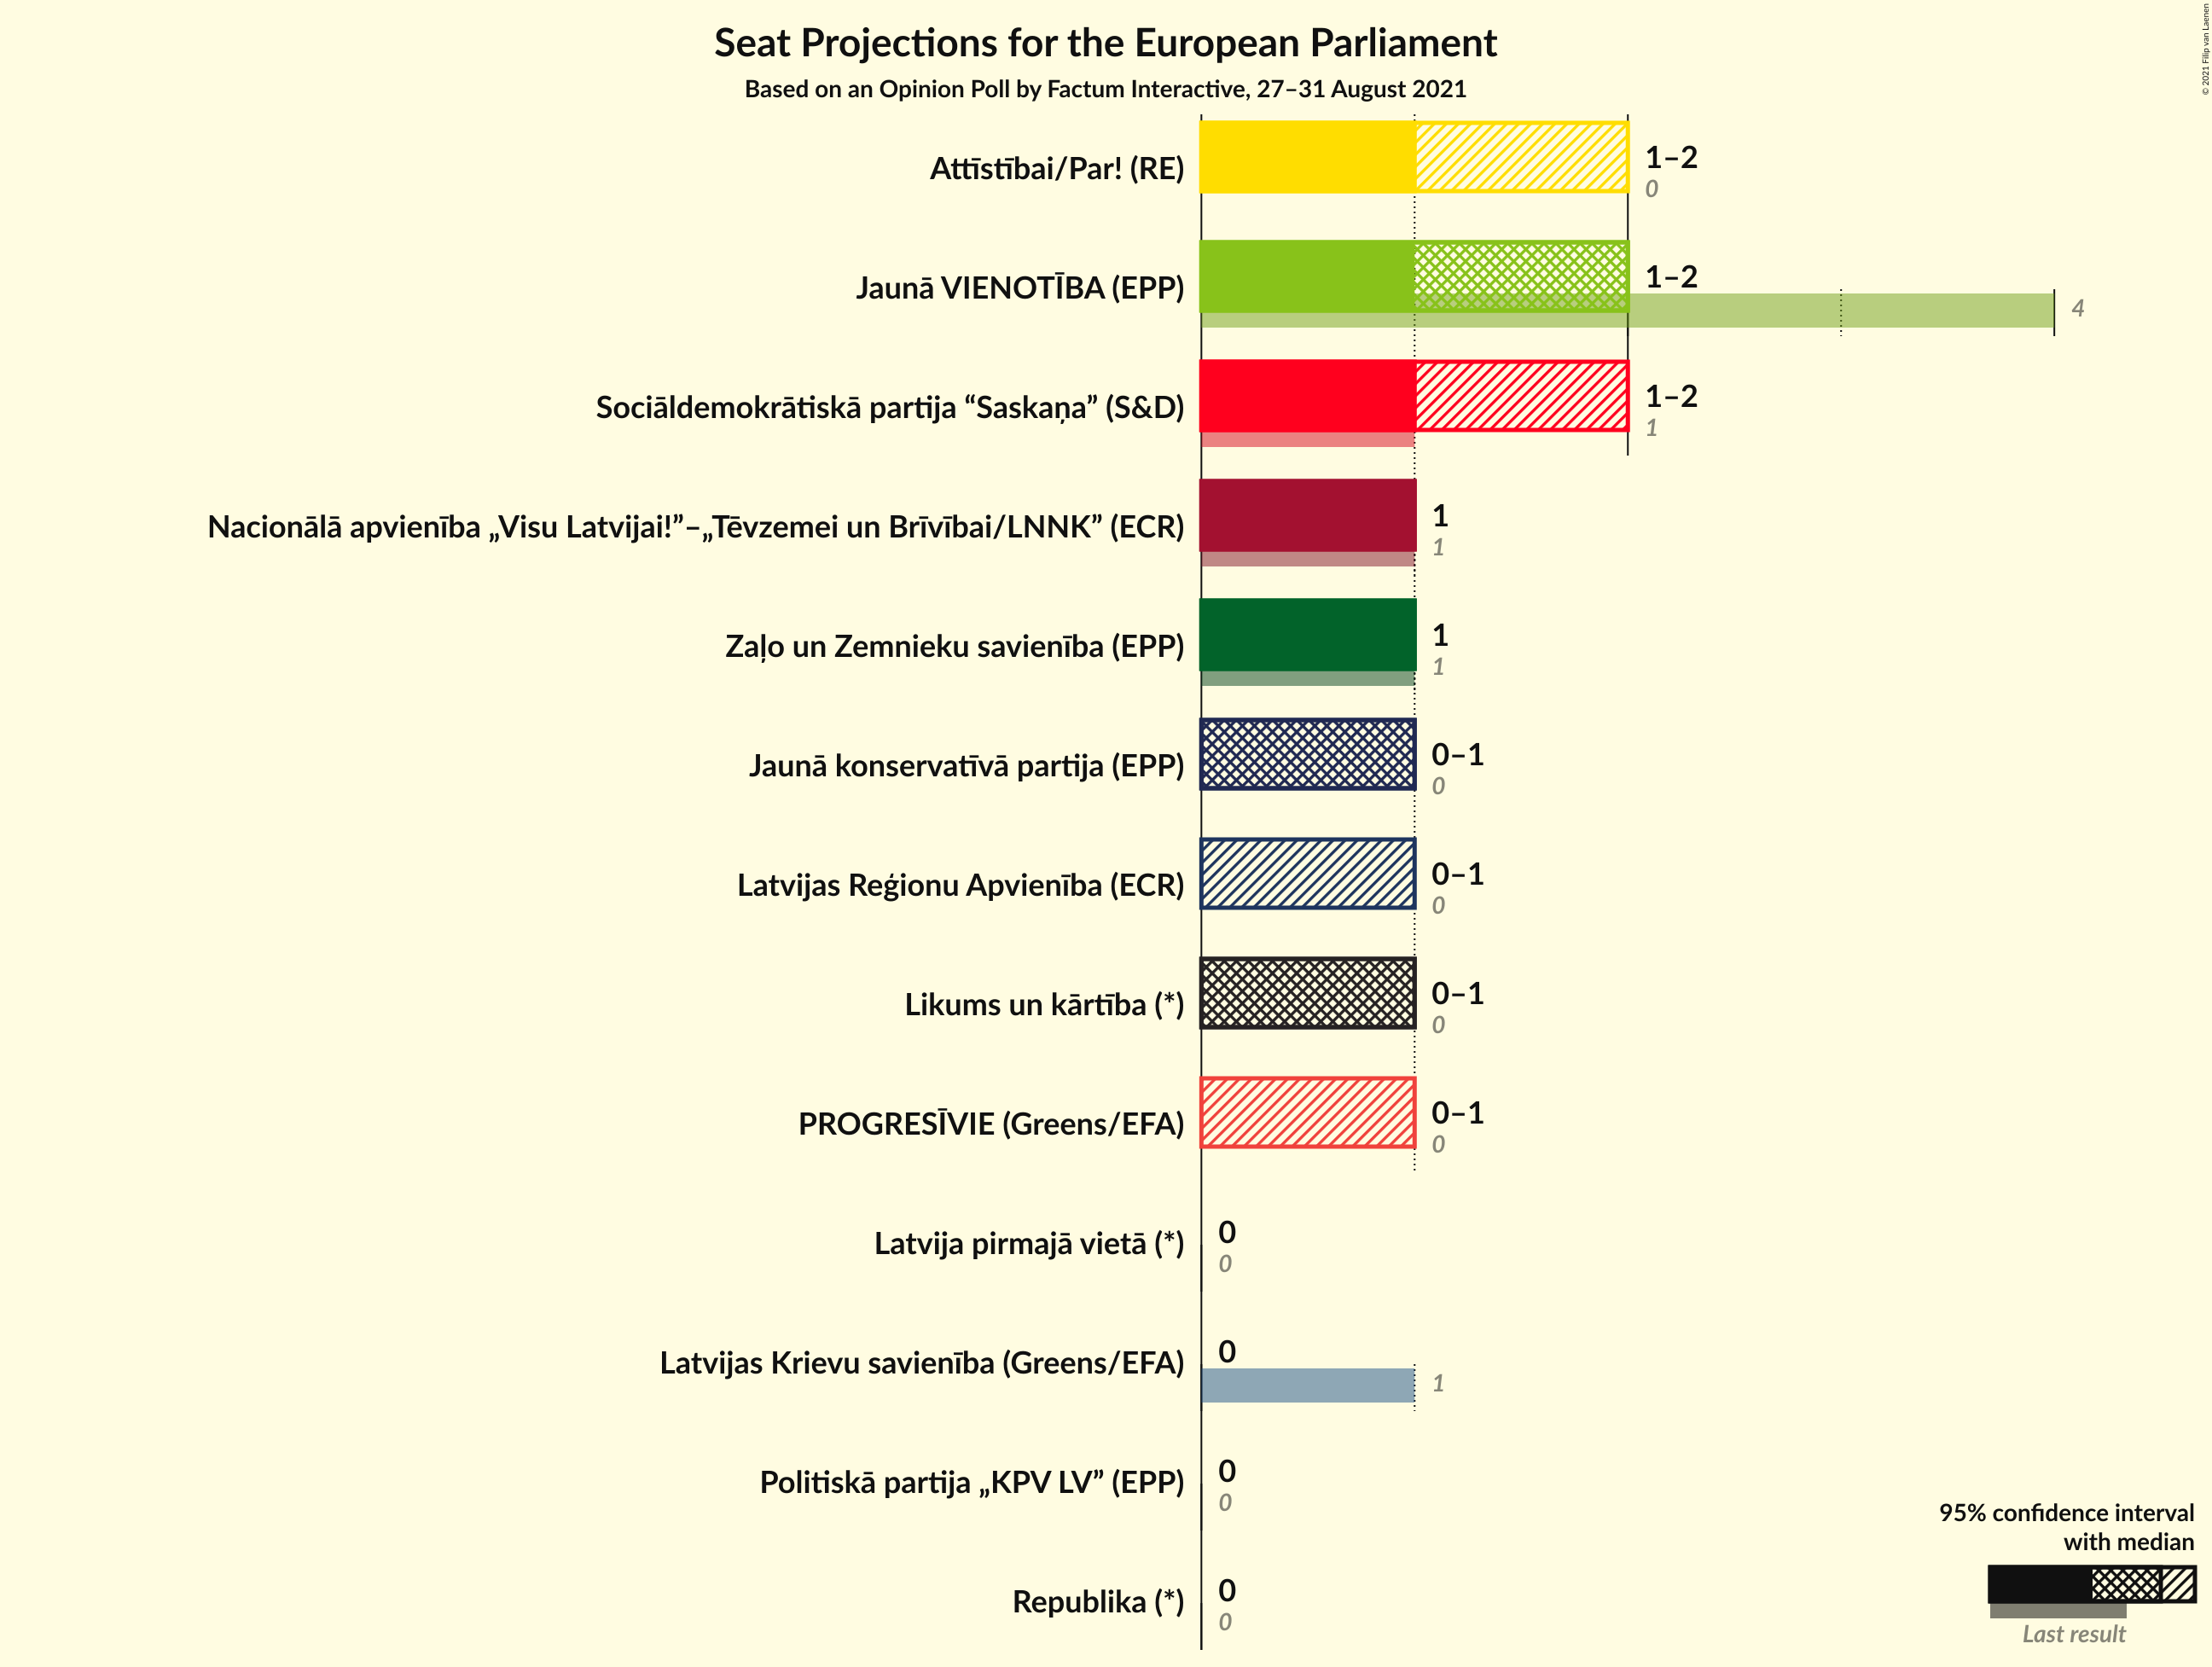 Seat Projections for the European Parliament
Based on an Opinion Poll by Factum Interactive, 27–31 August 2021
© 2021 Filip van Laenen
Attīstībai/Par! (RE)
1–2
0
Jaunā VIENOTĪBA (EPP)
1–2
4
Sociāldemokrātiskā partija “Saskaņa” (S&D)
1–2
1
Nacionālā apvienība „Visu Latvijai!”–„Tēvzemei un Brīvībai/LNNK” (ECR)
1
1
Zaļo un Zemnieku savienība (EPP)
1
1
Jaunā konservatīvā partija (EPP)
0–1
0
Latvijas Reģionu Apvienība (ECR)
0–1
0
Likums un kārtība (*)
0–1
0
PROGRESĪVIE (Greens/EFA)
0–1
0
Latvija pirmajā vietā (*)
0
0
Latvijas Krievu savienība (Greens/EFA)
0
1
Politiskā partija „KPV LV” (EPP)
0
0
Republika (*)
0
0
95% confidence interval
with median
Last result